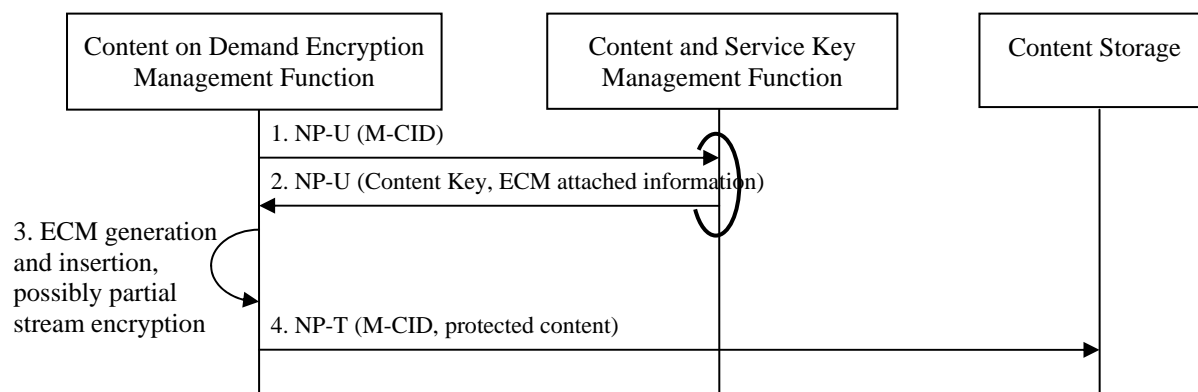 Content on Demand Encryption
Management Function
Content and Service Key
Management Function
Content Storage
1. NP-U (M-CID)
2. NP-U (Content Key, ECM attached information)
3. ECM generation
and insertion,
possibly partial
stream encryption
4. NP-T (M-CID, protected content)